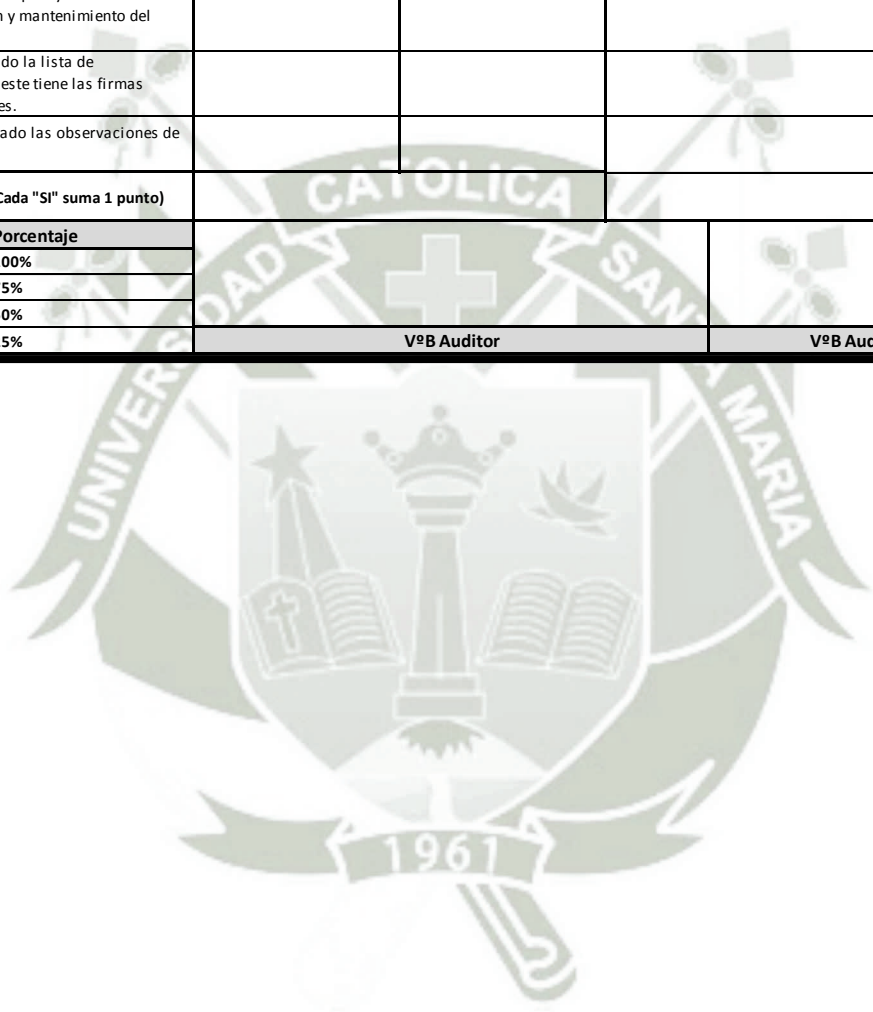 n y mantenimiento del
do la lista de
este tiene las firmas
es.
ado las observaciones de
Cada "SI" suma 1 punto)
Porcentaje
00%
5%
0%
5%
VºB Auditor
VºB Aud
UNIVERSIDAD CATOLICA SANTA MARIA
1961